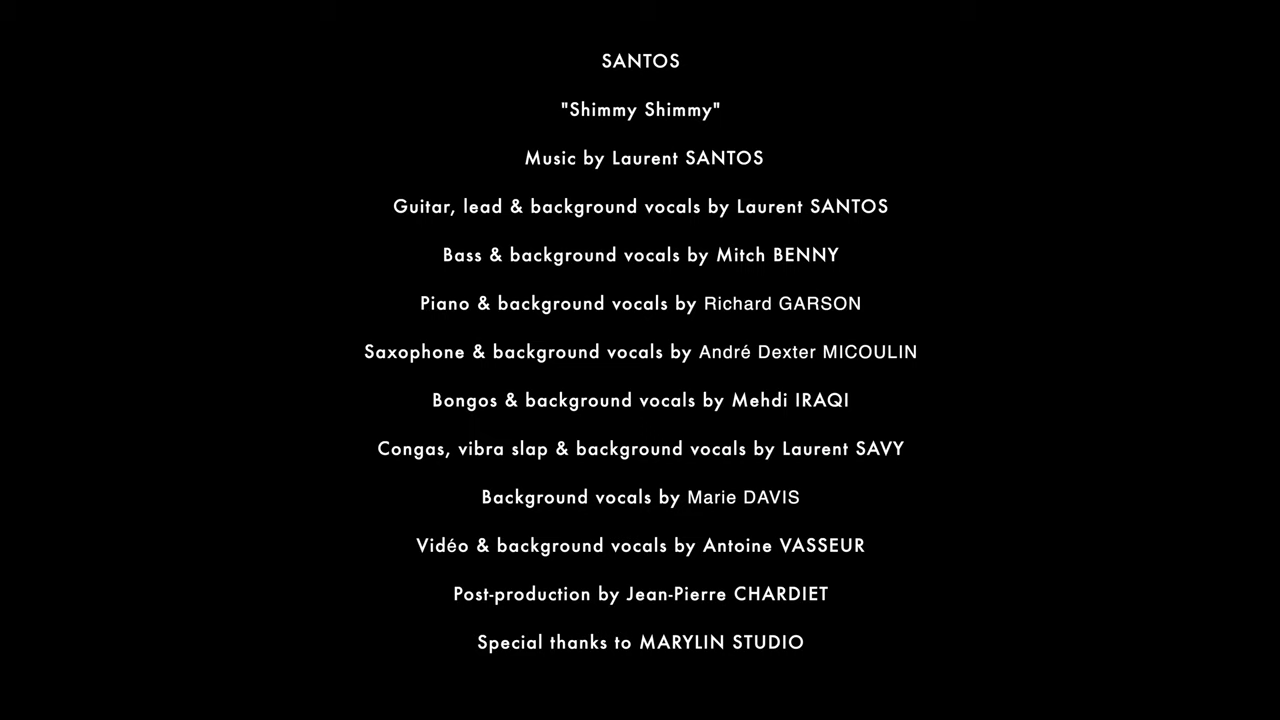 SANTOS
"Shimmy Shimmy"
Music by Laurent SANTOS
Guitar, lead & background vocals by Laurent SANTOS
Bass & background vocals by Mitch BENNY
Piano & background vocals by Richard GARSON
Saxophone & background vocals by André Dexter MICOULIN
Bongos & background vocals by Mehdi IRAQI
Congas, vibra slap & background vocals by Laurent SAVY
Background vocals by Marie DAVIS
Vidéo & background vocals by Antoine VASSEUR
Post-production by Jean-Pierre CHARDIET
Special thanks to MARYLIN STUDIO